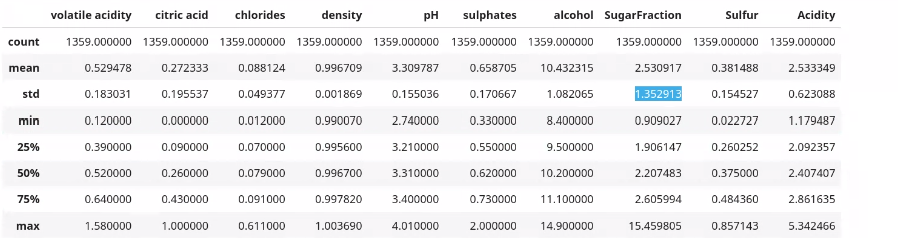 volatile acidity citric acid chlorides density pH sulphates alcohol SugarFraction Sulfur Acidity
count 1359.000000 1359.000000 1359.000000 1359.000000 1359.000000 1359.000000 1359.000000 1359.000000 1359.000000 1359.000000
mean 0.529478 0.272333 0.088124 0.996709 3.309787 0.658705 10.432315 2.530917 0.381488 2.533349
std 0.183031 0.195537 0.049377 0.001869 0.155036 0.170667 1.082065 1.352913 0.154527 0.623088
min 0.120000 0.000000 0.012000 0.990070 2.740000 0.330000 8.400000 0.909027 0.022727 1.179487
25% 0.390000 0.090000 0.070000 0.995600 3.210000 0.550000 9.500000 1.906147 0.260252 2.092357
50% 0.520000 0.260000 0.079000 0.996700 3.310000 0.620000 10.200000 2.207483 0.375000 2.407407
75% 0.640000 0.430000 0.091000 0.997820 3.400000 0.730000 11.100000 2.605994 0.484360 2.861635
max 1.580000 1.000000 0.611000 1.003690 4.010000 2.000000 14.900000 15.459805 0.857143 5.342466